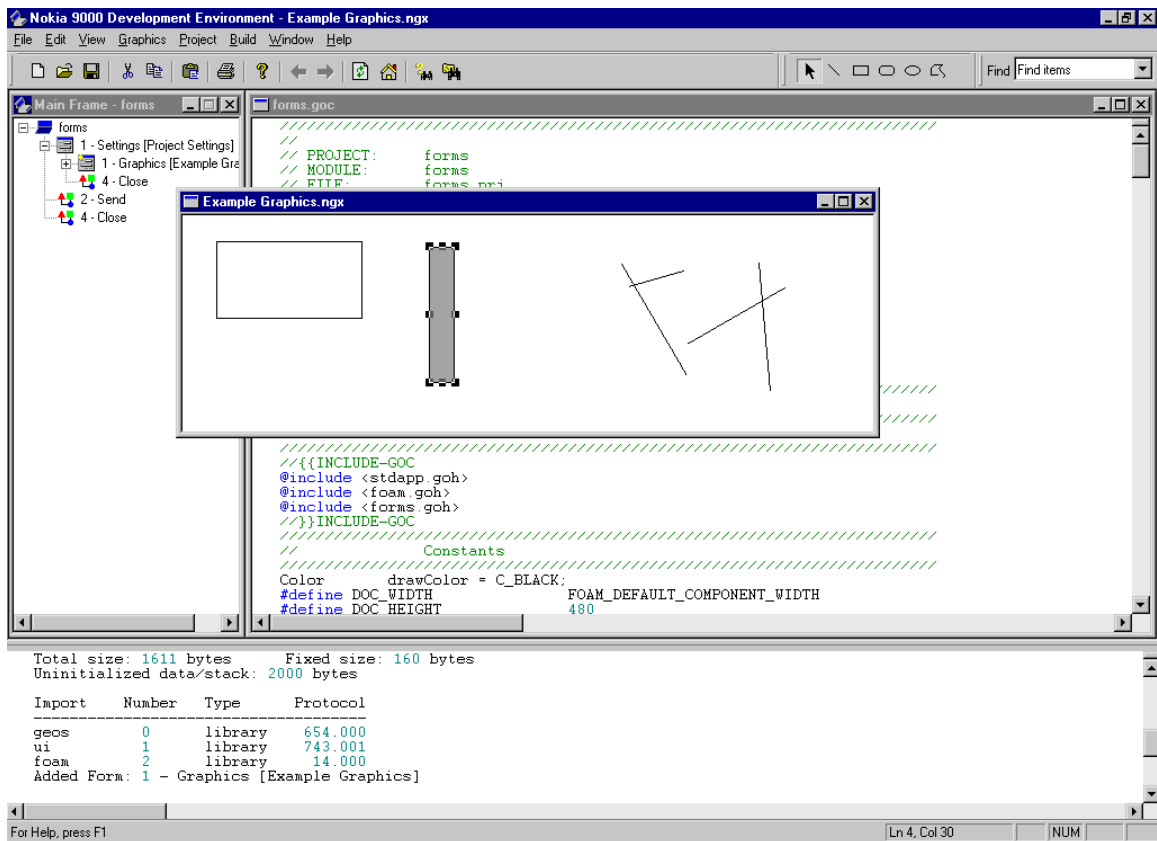 Nokia 9000 Development Environment - Example Graphics.ngx
File Edit View Graphics Project Build Window Help
Find Find items
Main Frame - forms
forms
1 - Settings [Project Settings]
1 - Graphics [Example Gra
4 - Close
2 - Send
4 - Close
forms.goc
////////////////////////////////////////////////////////////////////////
//
// PROJECT: forms
// MODULE: forms
// FILE: forms.pri
Example Graphics.ngx
///////
///////
////////////////////////////////////////////////////////////////////////
//{{INCLUDE-GOC
@include <stdapp.goh>
@include <foam.goh>
@include <forms.goh>
//}}INCLUDE-GOC
////////////////////////////////////////////////////////////////////////
// Constants
////////////////////////////////////////////////////////////////////////
Color drawColor = C_BLACK;
#define DOC_WIDTH FOAM_DEFAULT_COMPONENT_WIDTH
#define DOC_HEIGHT 480
Total size: 1611 bytes Fixed size: 160 bytes
Uninitialized data/stack: 2000 bytes
Import Number Type Protocol
-------------------------------------
geos 0 library 654.000
ui 1 library 743.001
foam 2 library 14.000
Added Form: 1 - Graphics [Example Graphics]
For Help, press F1
Ln 4, Col 30
NUM